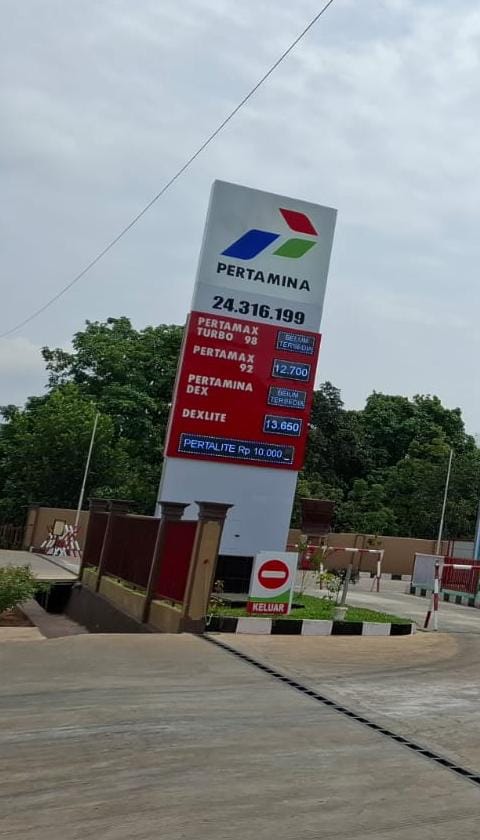 PERTAMINA
24.316.199
PERTAMAX
TURBO 98
BELUM
TERSEDIA
PERTAMAX
92
12.700
PERTAMINA
DEX
BELUM
TERSEDIA
DEXLITE
13.650
PERTALITE Rp 10.000_
KELUAR